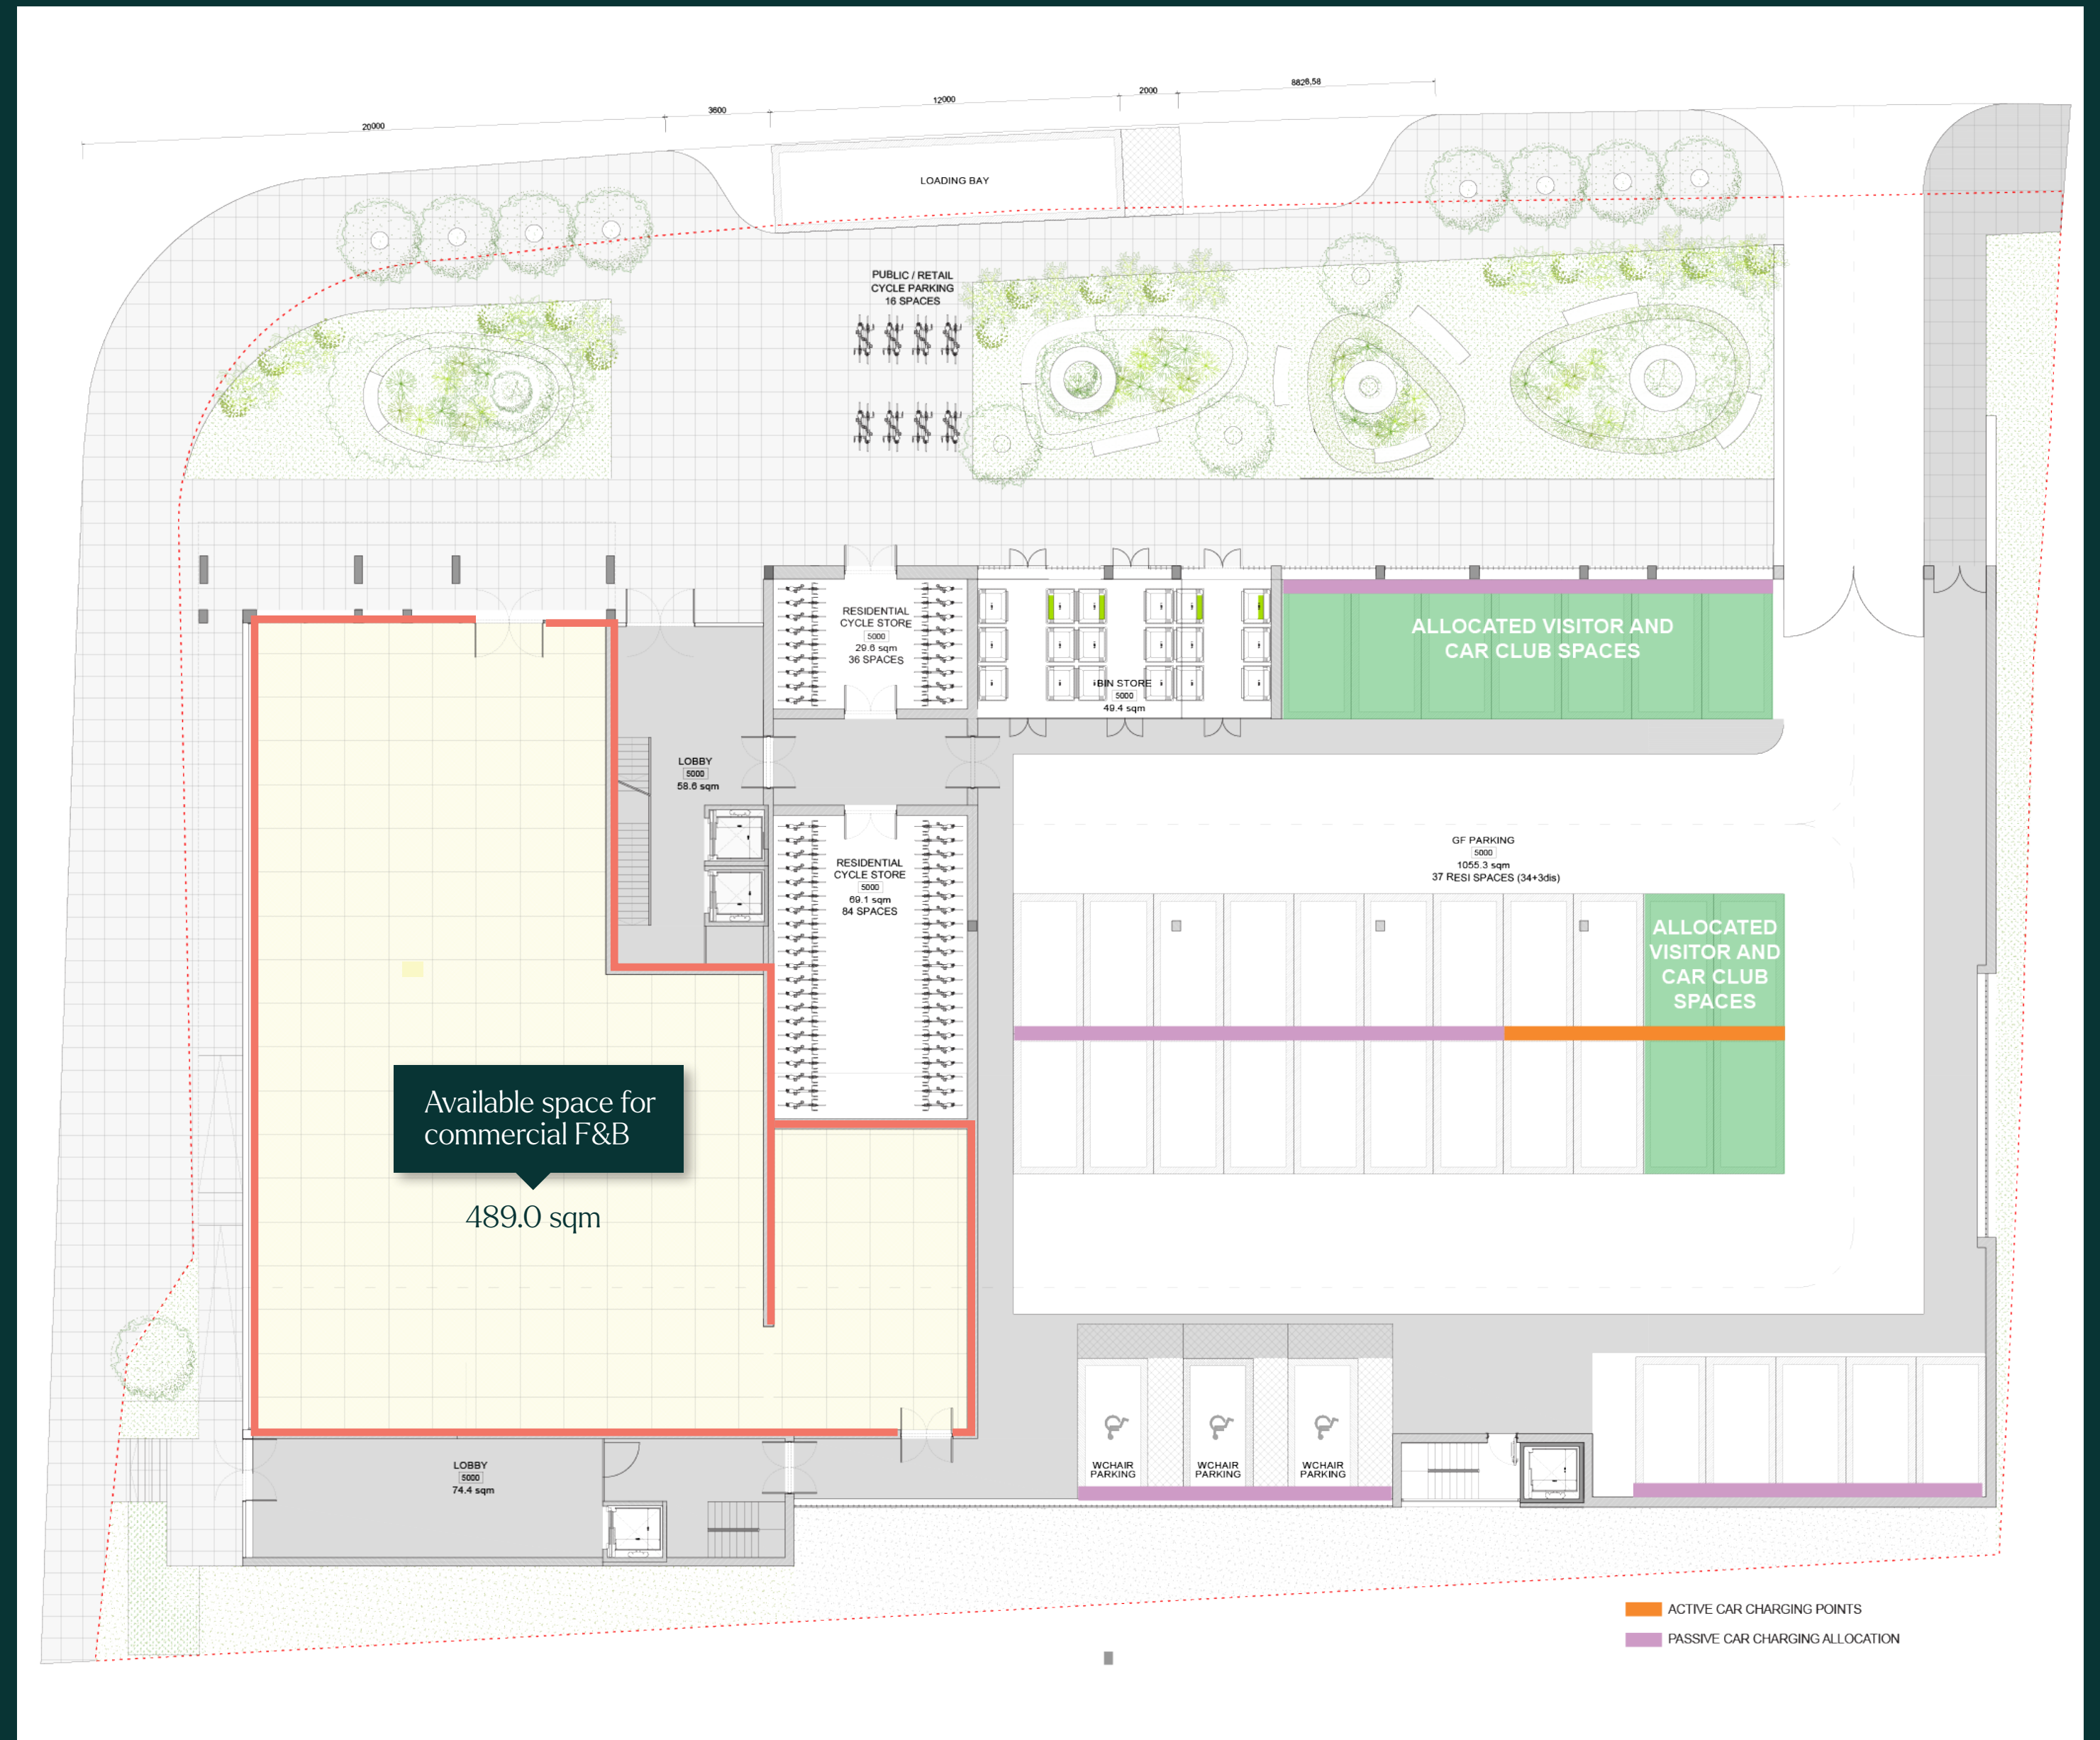 20000
3600
12000
2000
8826,58
LOADING BAY
PUBLIC / RETAIL
CYCLE PARKING
16 SPACES
RESIDENTIAL
CYCLE STORE
5000
29.6 sqm
36 SPACES
BIN STORE
5000
49.4 sqm
ALLOCATED VISITOR AND
CAR CLUB SPACES
LOBBY
5000
58.6 sqm
RESIDENTIAL
CYCLE STORE
5000
69.1 sqm
84 SPACES
GF PARKING
5000
1055.3 sqm
37 RESI SPACES (34+3dis)
ALLOCATED
VISITOR AND
CAR CLUB
SPACES
Available space for
commercial F&B
489.0 sqm
LOBBY
5000
74.4 sqm
WCHAIR
PARKING
WCHAIR
PARKING
WCHAIR
PARKING
ACTIVE CAR CHARGING POINTS
PASSIVE CAR CHARGING ALLOCATION